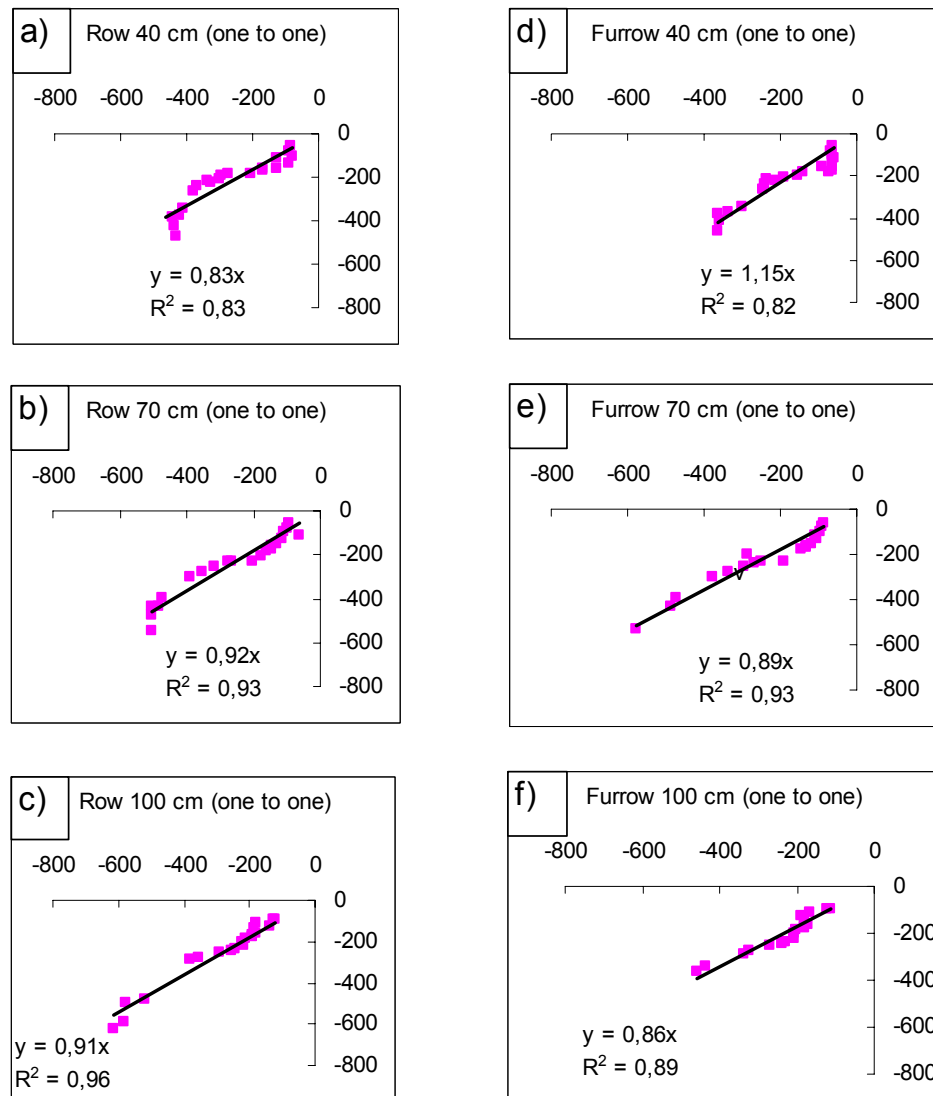 a)
Row 40 cm (one to one)
-800 -600 -400 -200 0
0
-200
-400
-600
-800
y = 0,83x
R² = 0,83
d)
Furrow 40 cm (one to one)
-800 -600 -400 -200 0
0
-200
-400
-600
-800
y = 1,15x
R² = 0,82
b)
Row 70 cm (one to one)
-800 -600 -400 -200 0
0
-200
-400
-600
-800
y = 0,92x
R² = 0,93
e)
Furrow 70 cm (one to one)
-800 -600 -400 -200 0
0
-200
-400
-600
-800
v
y = 0,89x
R² = 0,93
c)
Row 100 cm (one to one)
-800 -600 -400 -200 0
0
-200
-400
-600
-800
y = 0,91x
R² = 0,96
f)
Furrow 100 cm (one to one)
-800 -600 -400 -200 0
0
-200
-400
-600
-800
y = 0,86x
R² = 0,89